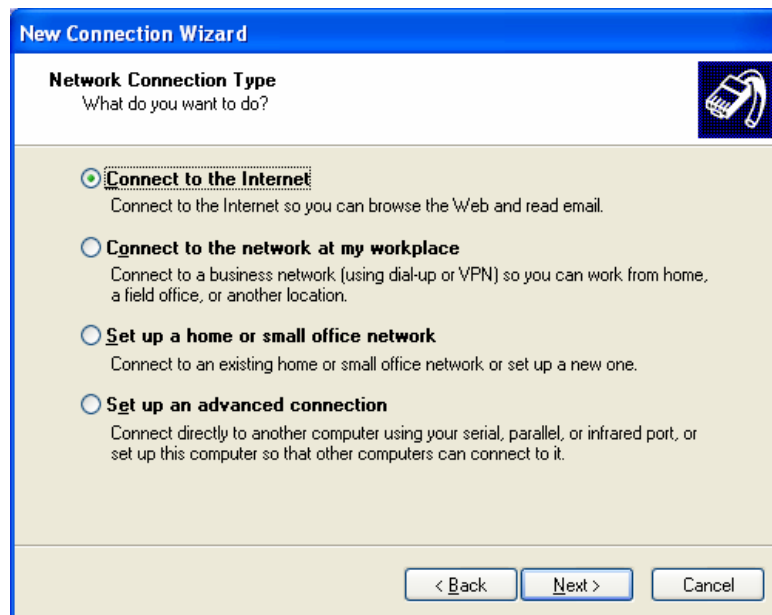 New Connection Wizard
Network Connection Type
What do you want to do?
Connect to the Internet
Connect to the Internet so you can browse the Web and read email.
Connect to the network at my workplace
Connect to a business network (using dial-up or VPN) so you can work from home,
a field office, or another location.
Set up a home or small office network
Connect to an existing home or small office network or set up a new one.
Set up an advanced connection
Connect directly to another computer using your serial, parallel, or infrared port, or
set up this computer so that other computers can connect to it.
< Back Next > Cancel